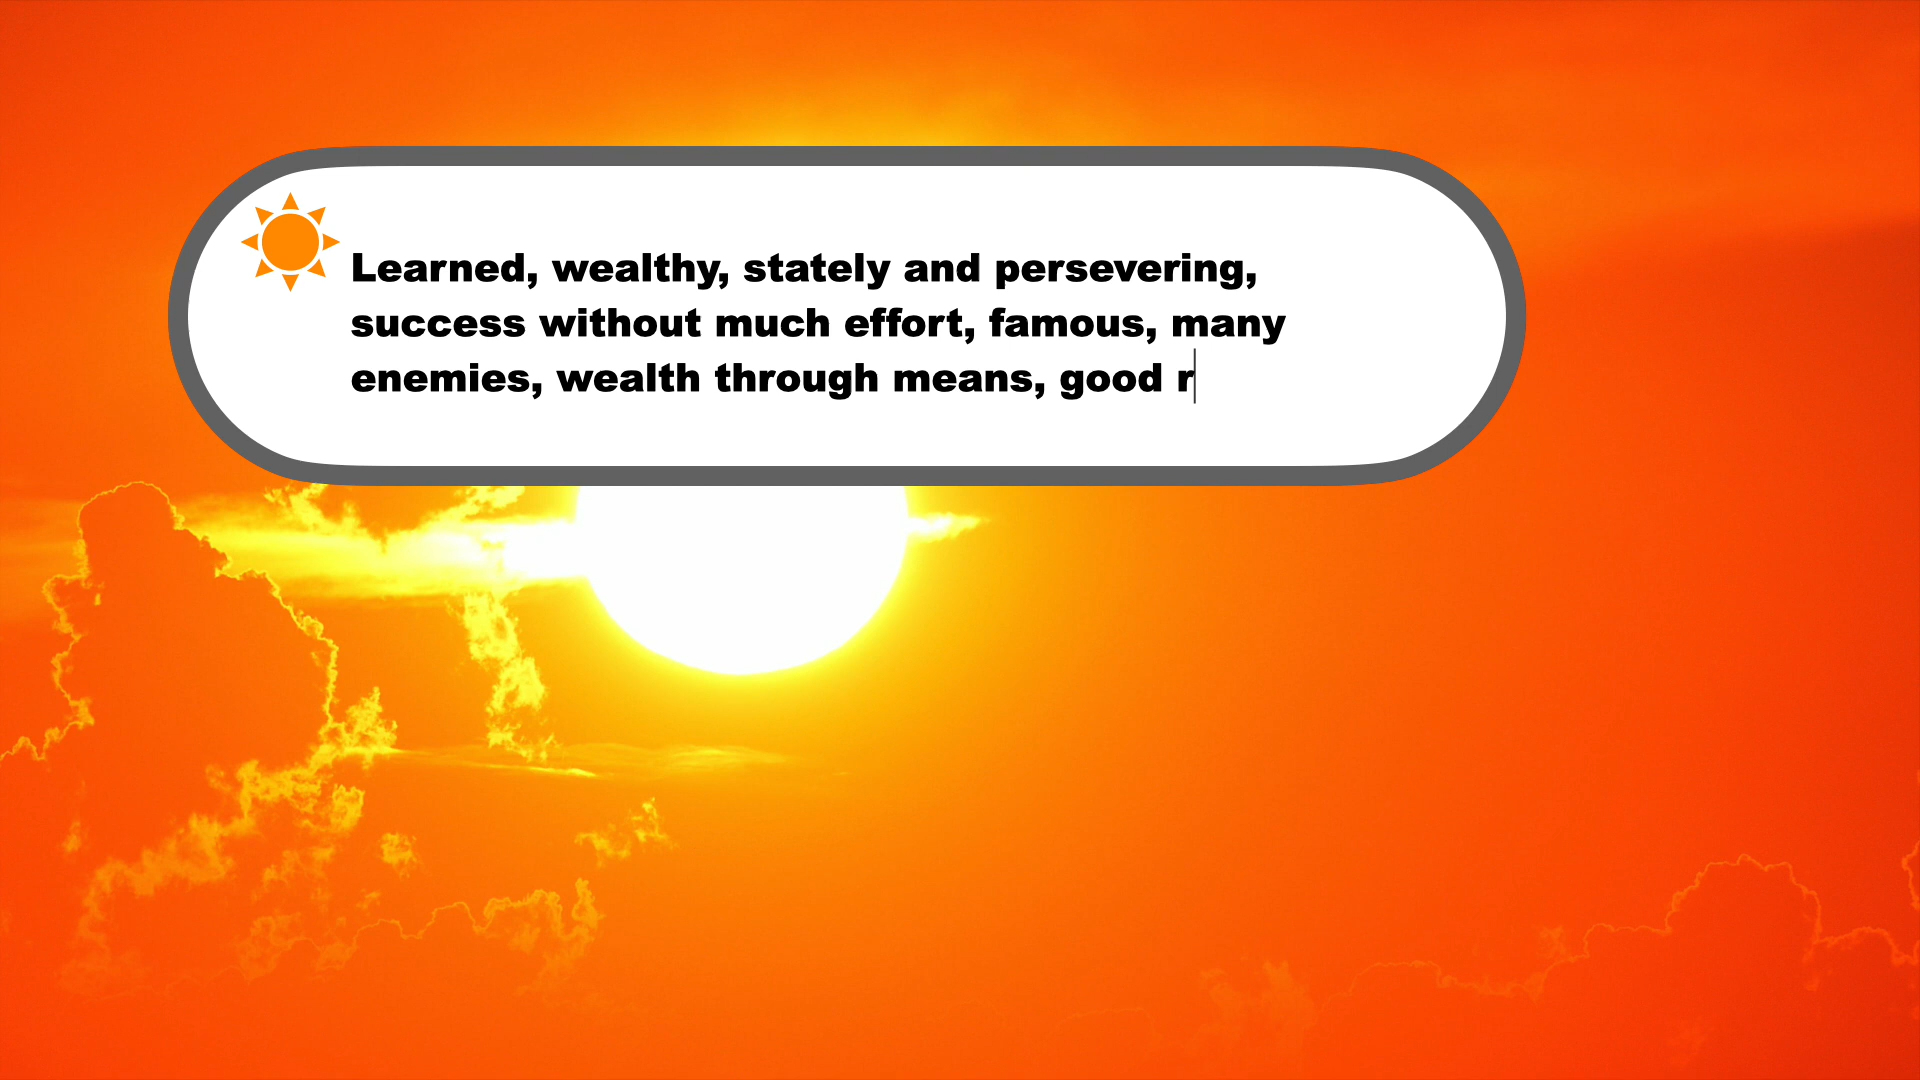 Learned, wealthy, stately and persevering,
success without much effort, famous, many
enemies, wealth through means, good r